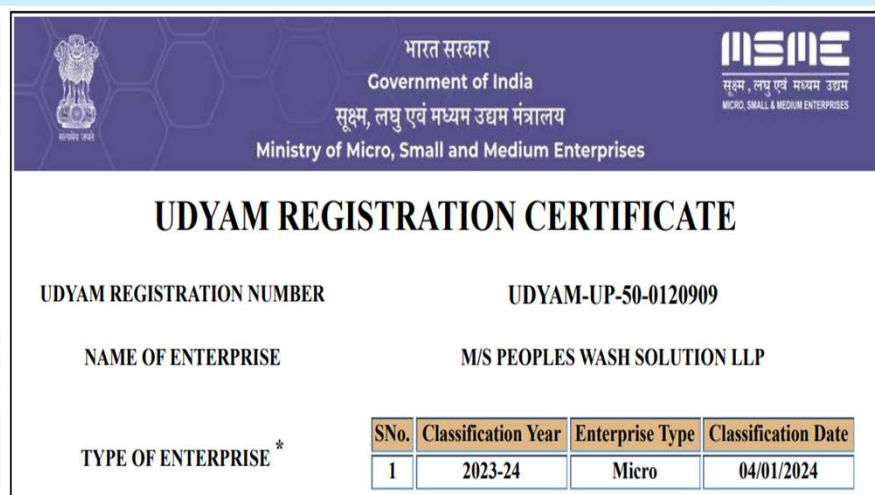 भारत सरकार
Government of India
सूक्ष्म, लघु एवं मध्यम उद्यम मंत्रालय
Ministry of Micro, Small and Medium Enterprises
सत्यमेव जयते
MSME
सूक्ष्म, लघु एवं मध्यम उद्यम
MICRO, SMALL & MEDIUM ENTERPRISES
UDYAM REGISTRATION CERTIFICATE
UDYAM REGISTRATION NUMBER UDYAM-UP-50-0120909
NAME OF ENTERPRISE M/S PEOPLES WASH SOLUTION LLP
TYPE OF ENTERPRISE *
SNo. Classification Year Enterprise Type Classification Date
1 2023-24 Micro 04/01/2024